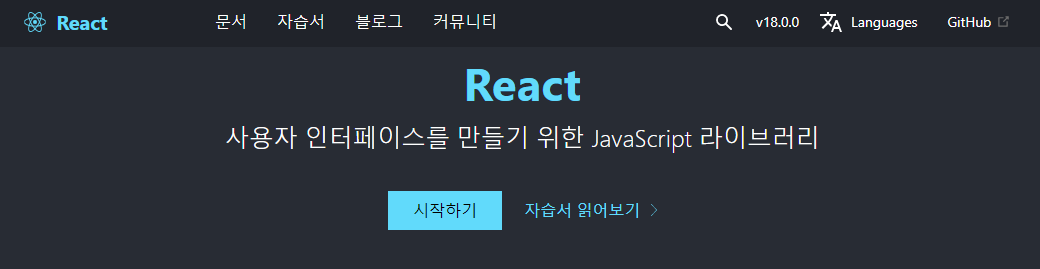 React 문서 자습서 블로그 커뮤니티 v18.0.0 Languages GitHub
React
사용자 인터페이스를 만들기 위한 JavaScript 라이브러리
시작하기 자습서 읽어보기